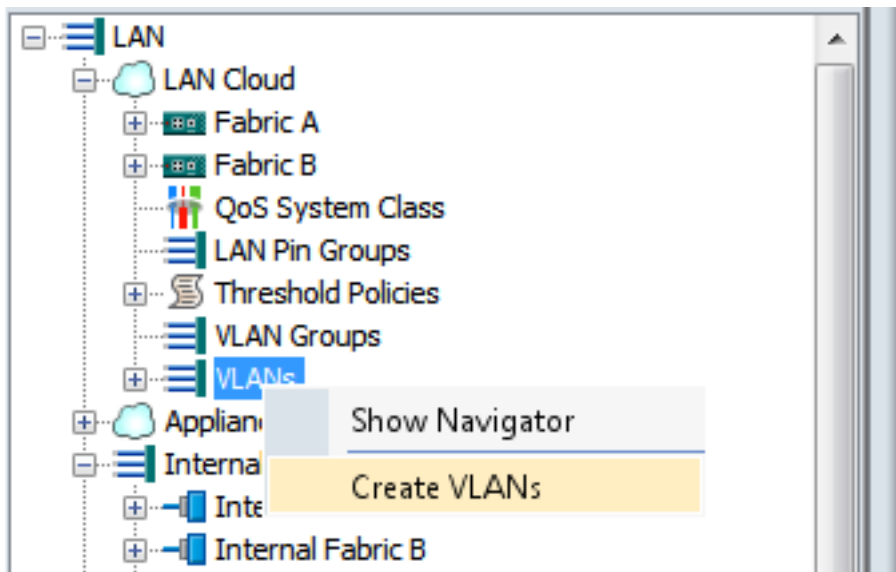 LAN
LAN Cloud
Fabric A
Fabric B
QoS System Class
LAN Pin Groups
Threshold Policies
VLAN Groups
VLANs
Show Navigator
Create VLANs
Internal Fabric B